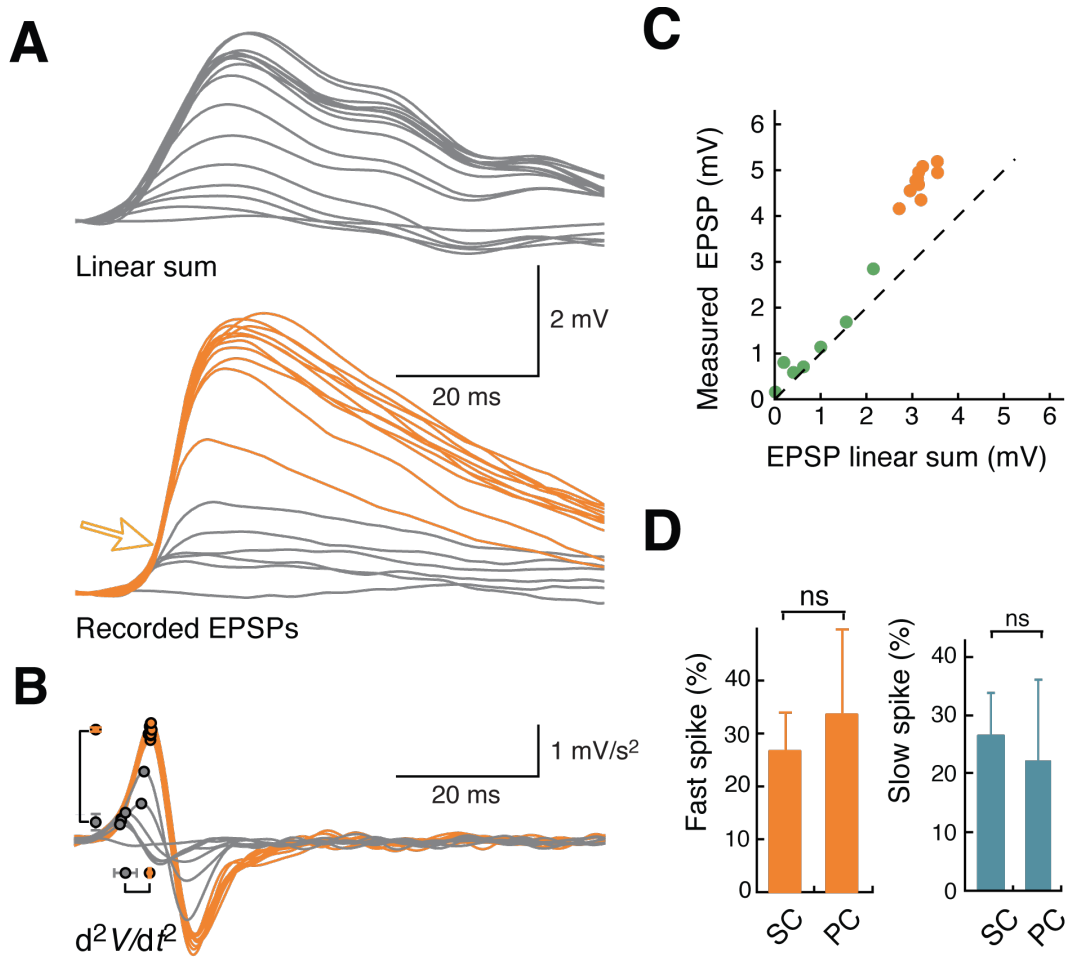 A
Linear sum
2 mV
20 ms
Recorded EPSPs
B
1 mV/s²
20 ms
d² V/dt²
C
Measured EPSP (mV)
6
5
4
3
2
1
0
0 1 2 3 4 5 6
EPSP linear sum (mV)
D
ns
Fast spike (%)
40
30
20
10
0
SC PC
ns
Slow spike (%)
40
30
20
10
0
SC PC